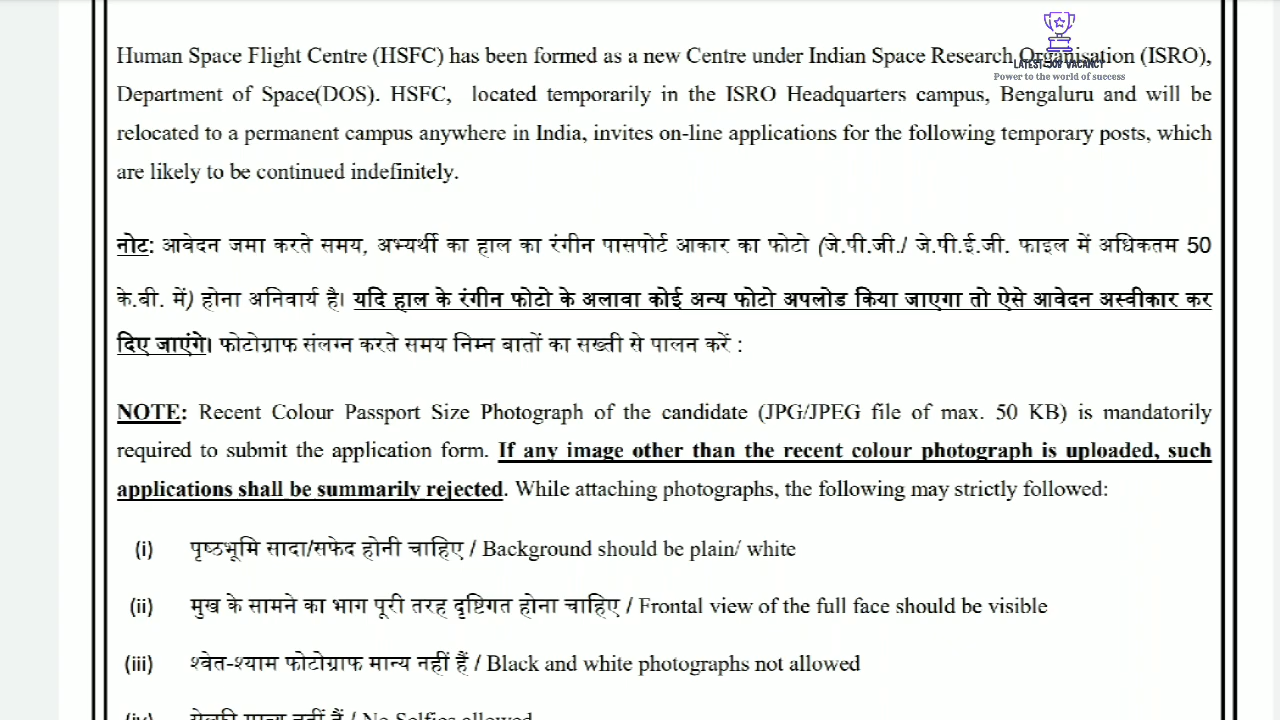 Human Space Flight Centre (HSFC) has been formed as a new Centre under Indian Space Research Organisation (ISRO),
LATEST JOB VACANCY
Power to the world of success
Department of Space(DOS). HSFC, located temporarily in the ISRO Headquarters campus, Bengaluru and will be
relocated to a permanent campus anywhere in India, invites on-line applications for the following temporary posts, which
are likely to be continued indefinitely.
नोट: आवेदन जमा करते समय, अभ्यर्थी का हाल का रंगीन पासपोर्ट आकार का फोटो (जे.पी.जी./ जे.पी.ई.जी. फाइल में अधिकतम 50
के.बी. में) होना अनिवार्य है। यदि हाल के रंगीन फोटो के अलावा कोई अन्य फोटो अपलोड किया जाएगा तो ऐसे आवेदन अस्वीकार कर
दिए जाएंगे। फोटोग्राफ संलग्न करते समय निम्न बातों का सख्ती से पालन करें :
NOTE: Recent Colour Passport Size Photograph of the candidate (JPG/JPEG file of max. 50 KB) is mandatorily
required to submit the application form. If any image other than the recent colour photograph is uploaded, such
applications shall be summarily rejected. While attaching photographs, the following may strictly followed:
(i) पृष्ठभूमि सादा/सफेद होनी चाहिए / Background should be plain/ white
(ii) मुख के सामने का भाग पूरी तरह दृष्टिगत होना चाहिए / Frontal view of the full face should be visible
(iii) श्वेत-श्याम फोटोग्राफ मान्य नहीं हैं / Black and white photographs not allowed
(iv) सेल्फी मान्य नहीं हैं / No Selfies allowed